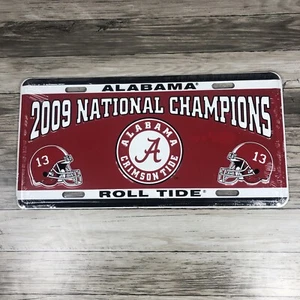 ALABAMA®
2009 NATIONAL CHAMPIONS
ALABAMA
A
CRIMSON TIDE
13
13
ROLL TIDE®